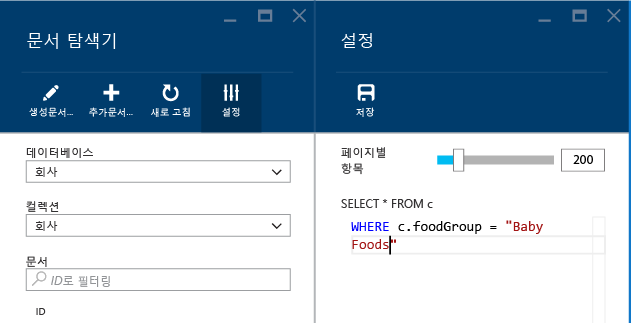 문서 탐색기
생성문서...
추가문서...
새로 고침
설정
데이터베이스
회사
컬렉션
회사
문서
ID로 필터링
ID
설정
저장
페이지별
항목
200
SELECT * FROM c
WHERE c.foodGroup = "Baby
Foods"